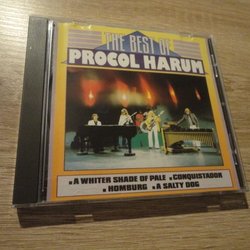 THE BEST OF
PROCOL HARUM
•A WHITER SHADE OF PALE •CONQUISTADOR
•HOMBURG •A SALTY DOG